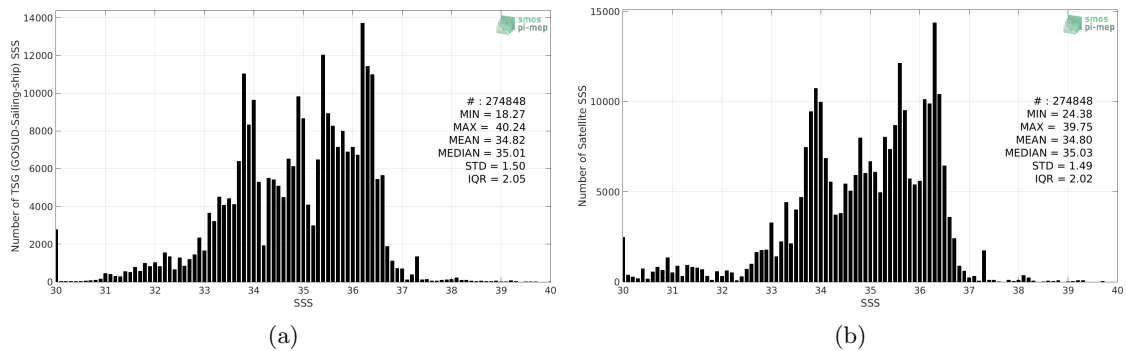 smos
pi-mep
Number of TSG (GOSUD-Sailing-ship) SSS
14000
12000
10000
8000
6000
4000
2000
0
# : 274848
MIN = 18.27
MAX = 40.24
MEAN = 34.82
MEDIAN = 35.01
STD = 1.50
IQR = 2.05
30 31 32 33 34 35 36 37 38 39 40
SSS
(a)
smos
pi-mep
Number of Satellite SSS
15000
10000
5000
0
# : 274848
MIN = 24.38
MAX = 39.75
MEAN = 34.80
MEDIAN = 35.03
STD = 1.49
IQR = 2.02
30 31 32 33 34 35 36 37 38 39 40
SSS
(b)